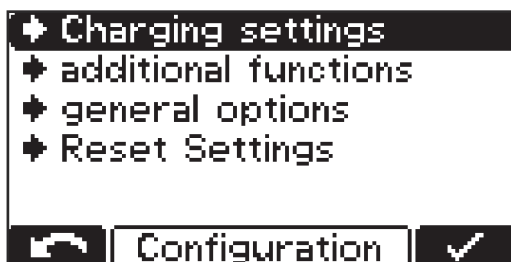 Charging settings
additional functions
general options
Reset Settings
Configuration